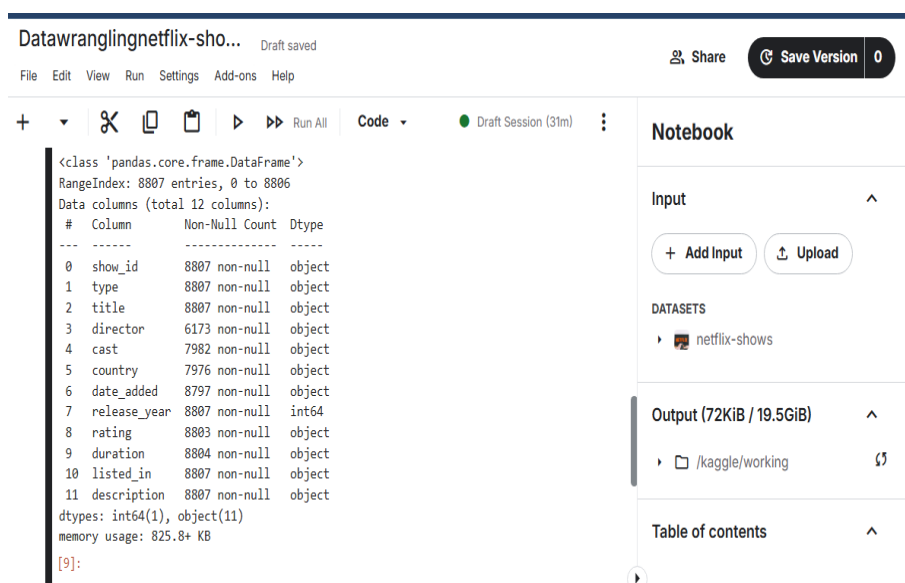 Datawranglingnetflix-sho... Draft saved
Share
Save Version 0
File Edit View Run Settings Add-ons Help
Run All Code Draft Session (31m)
<class 'pandas.core.frame.DataFrame'>
RangeIndex: 8807 entries, 0 to 8806
Data columns (total 12 columns):
 #   Column        Non-Null Count  Dtype
---  ------        --------------  -----
 0   show_id       8807 non-null   object
 1   type          8807 non-null   object
 2   title         8807 non-null   object
 3   director      6173 non-null   object
 4   cast          7982 non-null   object
 5   country       7976 non-null   object
 6   date_added    8797 non-null   object
 7   release_year  8807 non-null   int64
 8   rating        8803 non-null   object
 9   duration      8804 non-null   object
 10  listed_in     8807 non-null   object
 11  description   8807 non-null   object
dtypes: int64(1), object(11)
memory usage: 825.8+ KB
[9]:
Notebook
Input
+ Add Input
Upload
DATASETS
netflix-shows
Output (72KiB / 19.5GiB)
/kaggle/working
Table of contents